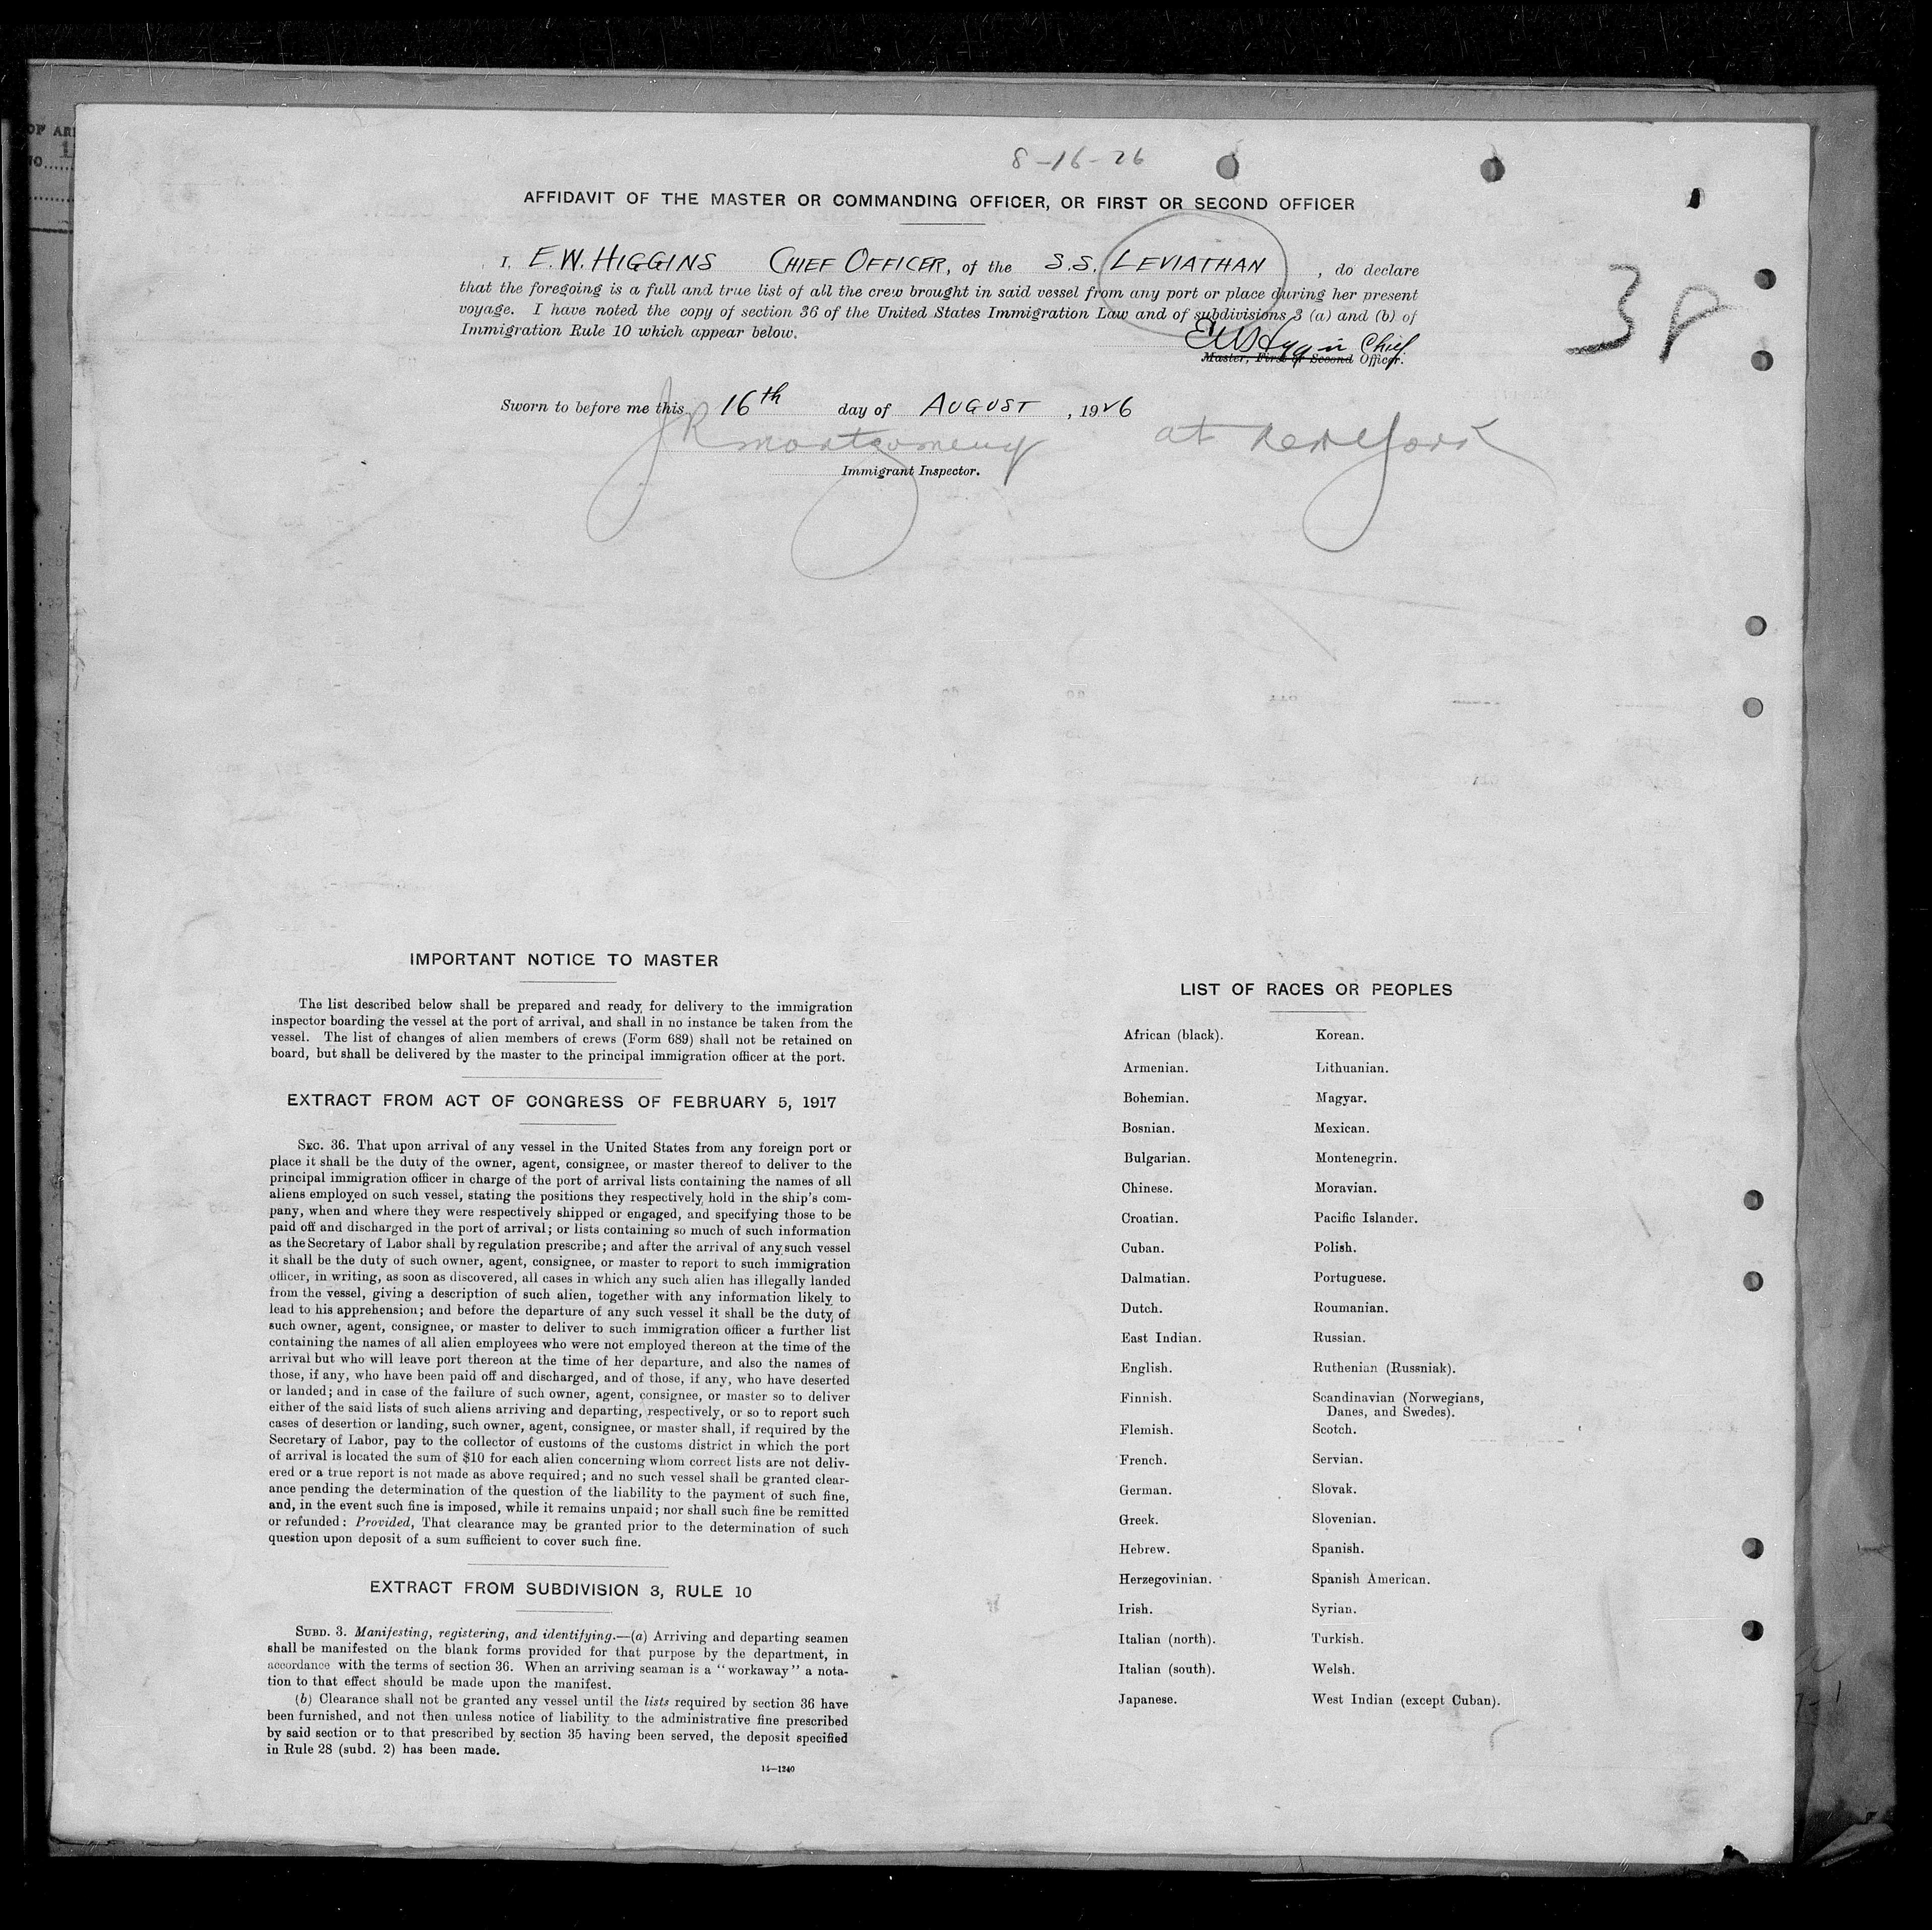 OF ARI
NO.....
8-16-26
AFFIDAVIT OF THE MASTER OR COMMANDING OFFICER, OR FIRST OR SECOND OFFICER
I, E.W. HIGGINS CHIEF OFFICER, of the S.S. LEVIATHAN, do declare
that the foregoing is a full and true list of all the crew brought in said vessel from any port or place during her present
voyage. I have noted the copy of section 36 of the United States Immigration Law and of subdivisions 3 (a) and (b) of
Immigration Rule 10 which appear below.
3P
EW Higgins Chief
Master, First or Second Officer.
Sworn to before me this 16th day of AUGUST, 1926
JR Montgomery at New York
Immigrant Inspector.
IMPORTANT NOTICE TO MASTER
The list described below shall be prepared and ready for delivery to the immigration
inspector boarding the vessel at the port of arrival, and shall in no instance be taken from the
vessel. The list of changes of alien members of crews (Form 689) shall not be retained on
board, but shall be delivered by the master to the principal immigration officer at the port.
EXTRACT FROM ACT OF CONGRESS OF FEBRUARY 5, 1917
SEC. 36. That upon arrival of any vessel in the United States from any foreign port or
place it shall be the duty of the owner, agent, consignee, or master thereof to deliver to the
principal immigration officer in charge of the port of arrival lists containing the names of all
aliens employed on such vessel, stating the positions they respectively hold in the ship's com-
pany, when and where they were respectively shipped or engaged, and specifying those to be
paid off and discharged in the port of arrival; or lists containing so much of such information
as the Secretary of Labor shall by regulation prescribe; and after the arrival of any such vessel
it shall be the duty of such owner, agent, consignee, or master to report to such immigration
officer, in writing, as soon as discovered, all cases in which any such alien has illegally landed
from the vessel, giving a description of such alien, together with any information likely to
lead to his apprehension; and before the departure of any such vessel it shall be the duty of
such owner, agent, consignee, or master to deliver to such immigration officer a further list
containing the names of all alien employees who were not employed thereon at the time of the
arrival but who will leave port thereon at the time of her departure, and also the names of
those, if any, who have been paid off and discharged, and of those, if any, who have deserted
or landed; and in case of the failure of such owner, agent, consignee, or master so to deliver
either of the said lists of such aliens arriving and departing, respectively, or so to report such
cases of desertion or landing, such owner, agent, consignee, or master shall, if required by the
Secretary of Labor, pay to the collector of customs of the customs district in which the port
of arrival is located the sum of $10 for each alien concerning whom correct lists are not deliv-
ered or a true report is not made as above required; and no such vessel shall be granted clear-
ance pending the determination of the question of the liability to the payment of such fine,
and, in the event such fine is imposed, while it remains unpaid; nor shall such fine be remitted
or refunded: Provided, That clearance may be granted prior to the determination of such
question upon deposit of a sum sufficient to cover such fine.
EXTRACT FROM SUBDIVISION 3, RULE 10
SUBD. 3. Manifesting, registering, and identifying.—(a) Arriving and departing seamen
shall be manifested on the blank forms provided for that purpose by the department, in
accordance with the terms of section 36. When an arriving seaman is a "workaway" a nota-
tion to that effect should be made upon the manifest.
(b) Clearance shall not be granted any vessel until the lists required by section 36 have
been furnished, and not then unless notice of liability to the administrative fine prescribed
by said section or to that prescribed by section 35 having been served, the deposit specified
in Rule 28 (subd. 2) has been made.
14—1240
LIST OF RACES OR PEOPLES
African (black).
Armenian.
Bohemian.
Bosnian.
Bulgarian.
Chinese.
Croatian.
Cuban.
Dalmatian.
Dutch.
East Indian.
English.
Finnish.
Flemish.
French.
German.
Greek.
Hebrew.
Herzegovinian.
Irish.
Italian (north).
Italian (south).
Japanese.
Korean.
Lithuanian.
Magyar.
Mexican.
Montenegrin.
Moravian.
Pacific Islander.
Polish.
Portuguese.
Roumanian.
Russian.
Ruthenian (Russniak).
Scandinavian (Norwegians,
Danes, and Swedes).
Scotch.
Servian.
Slovak.
Slovenian.
Spanish.
Spanish American.
Syrian.
Turkish.
Welsh.
West Indian (except Cuban).